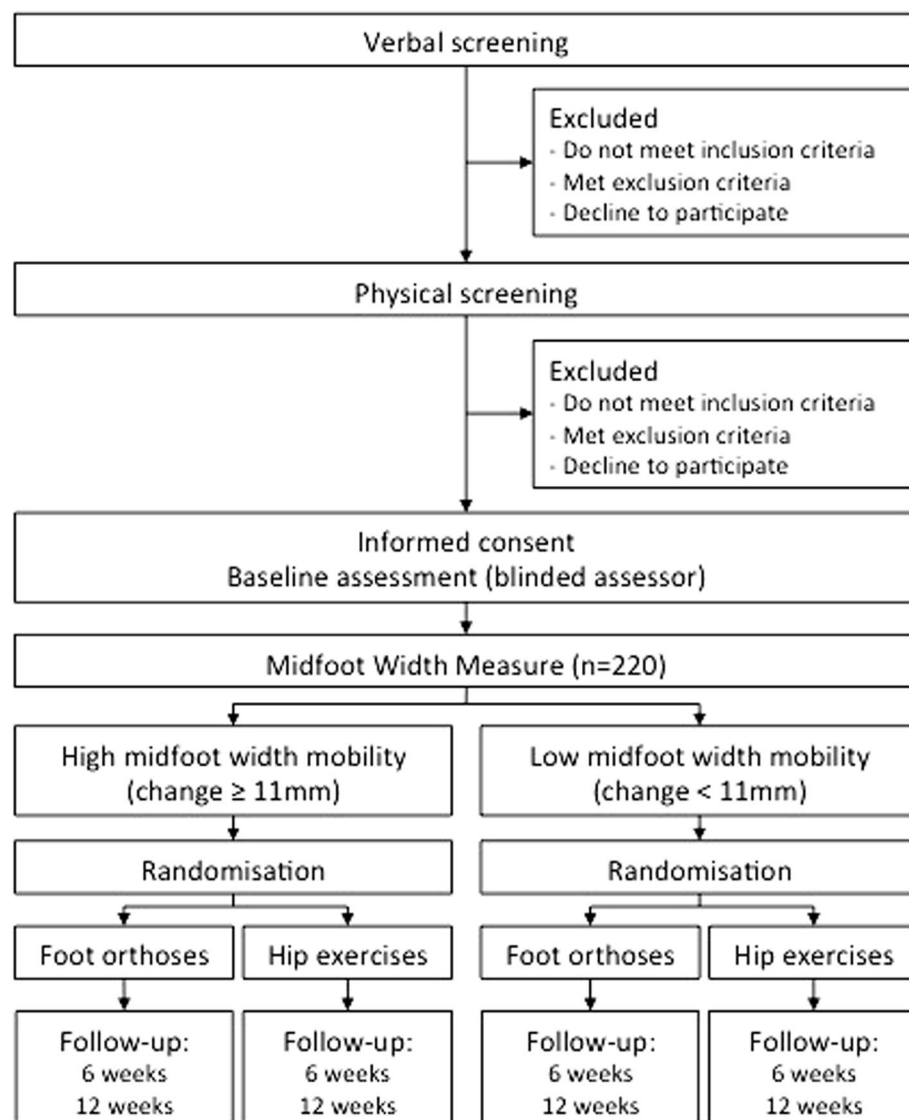 Verbal screening
Excluded
- Do not meet inclusion criteria
- Met exclusion criteria
- Decline to participate
Physical screening
Excluded
- Do not meet inclusion criteria
- Met exclusion criteria
- Decline to participate
Informed consent
Baseline assessment (blinded assessor)
Midfoot Width Measure (n=220)
High midfoot width mobility
(change ≥ 11mm)
Low midfoot width mobility
(change < 11mm)
Randomisation
Randomisation
Foot orthoses
Hip exercises
Foot orthoses
Hip exercises
Follow-up:
6 weeks
12 weeks
Follow-up:
6 weeks
12 weeks
Follow-up:
6 weeks
12 weeks
Follow-up:
6 weeks
12 weeks